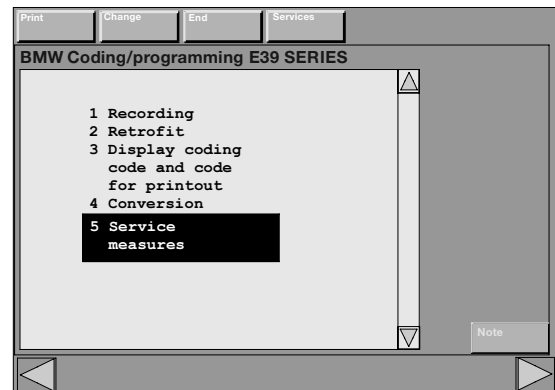 Print Change End Services
BMW Coding/programming E39 SERIES
1 Recording
2 Retrofit
3 Display coding
code and code
for printout
4 Conversion
5 Service
measures
Note